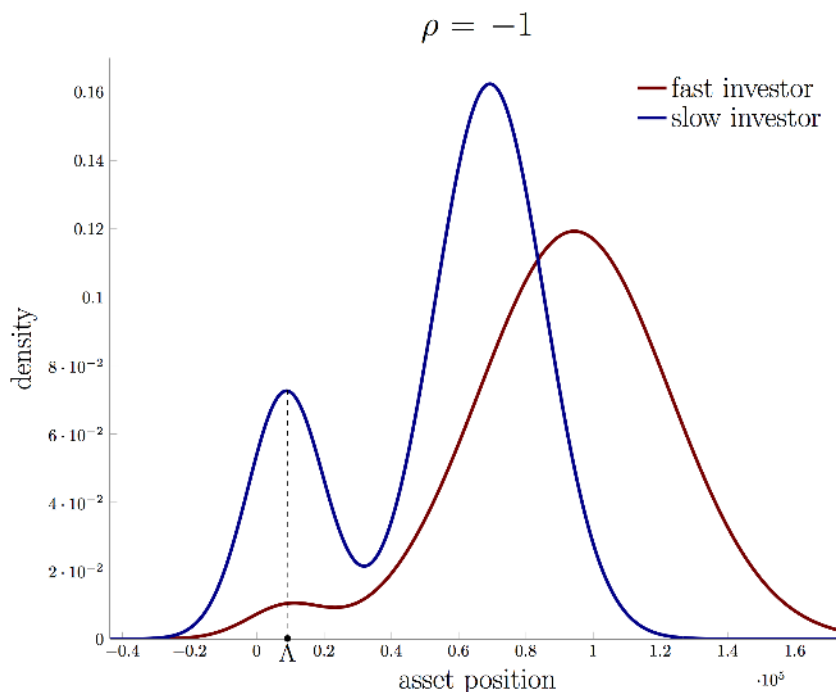 ρ = −1
fast investor
slow investor
density
0.16
0.14
0.12
0.1
8 · 10⁻²
6 · 10⁻²
4 · 10⁻²
2 · 10⁻²
0
−0.4 −0.2 0 Λ 0.2 0.4 0.6 0.8 1 1.2 1.4 1.6
asset position
·10⁵